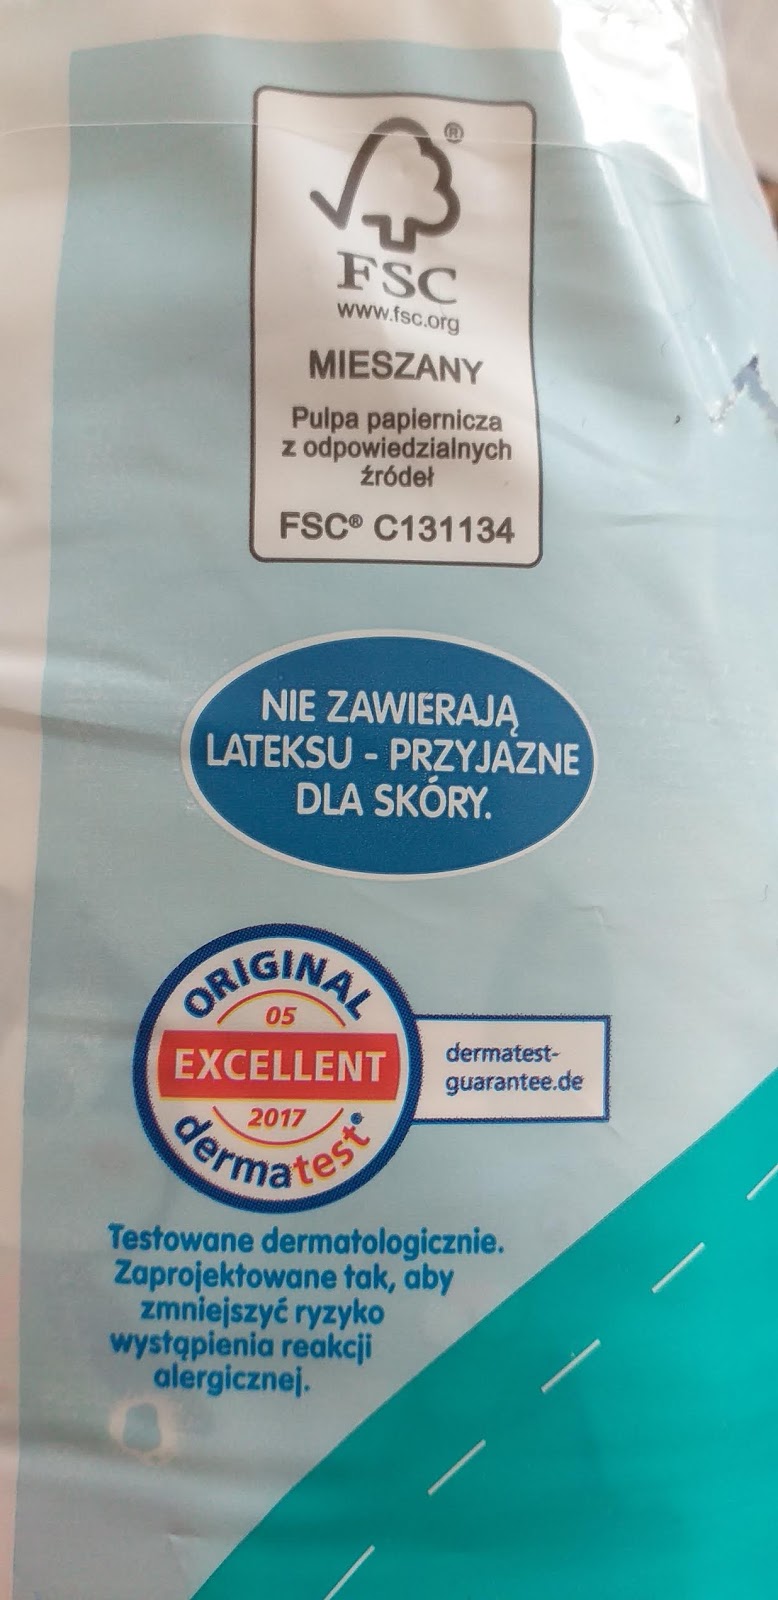 ®
FSC
www.fsc.org
MIESZANY
Pulpa papiernicza
z odpowiedzialnych
źródeł
FSC® C131134
NIE ZAWIERAJĄ
LATEKSU - PRZYJAZNE
DLA SKÓRY.
ORIGINAL
05
EXCELLENT
2017
dermatest®
dermatest-
guarantee.de
Testowane dermatologicznie.
Zaprojektowane tak, aby
zmniejszyć ryzyko
wystąpienia reakcji
alergicznej.